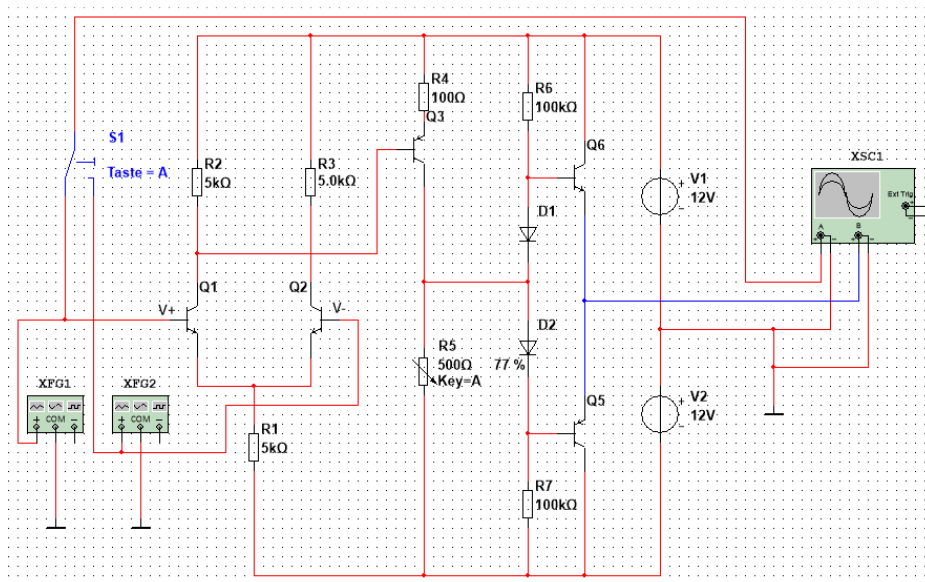 S1
Taste = A
R2
5kΩ
R3
5.0kΩ
R4
100Ω
Q3
R6
100kΩ
Q6
V1
12V
XSC1
Ext Trig
+
A
B
D1
Q1
Q2
V+
V-
D2
R5
500Ω
77 %
Key=A
XFG1
XFG2
COM
COM
R1
5kΩ
Q5
V2
12V
R7
100kΩ